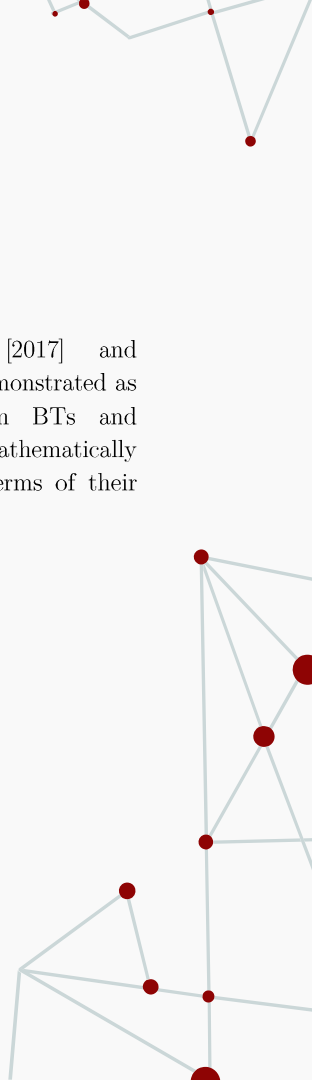 [2017] and
monstrated as
BTs and
athematically
erms of their